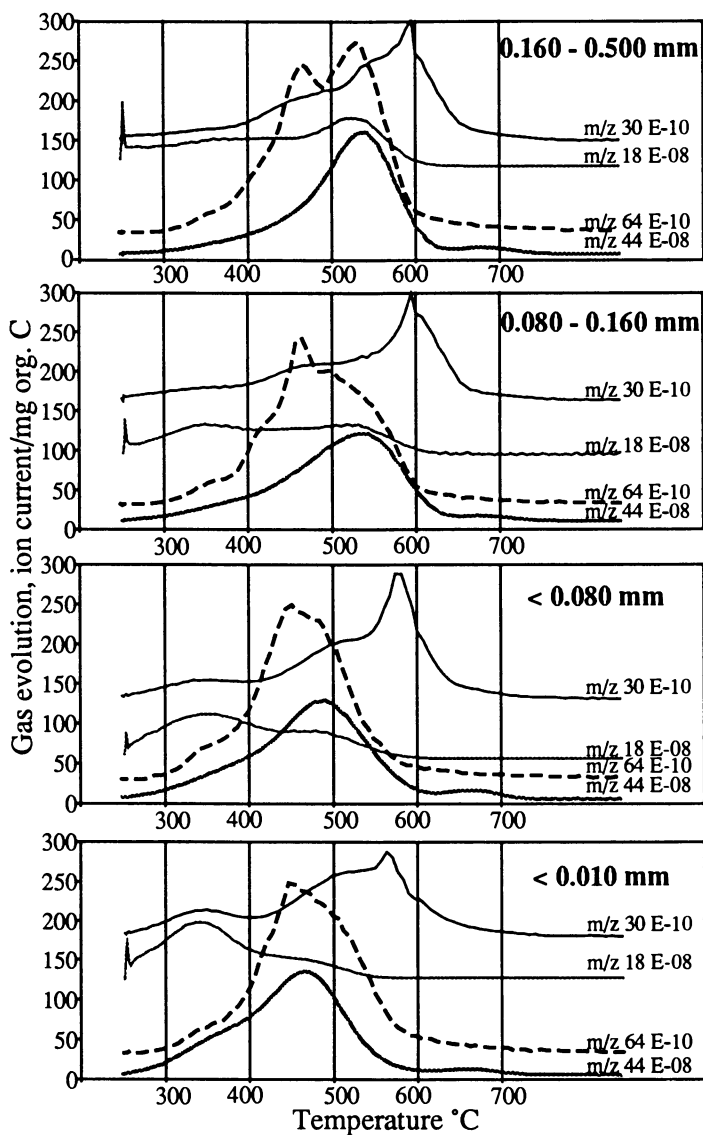 Gas evolution, ion current/mg org. C
300
250
200
150
100
50
0
0.160 - 0.500 mm
m/z 30 E-10
m/z 18 E-08
m/z 64 E-10
m/z 44 E-08
300 400 500 600 700
300
250
200
150
100
50
0
0.080 - 0.160 mm
m/z 30 E-10
m/z 18 E-08
m/z 64 E-10
m/z 44 E-08
300 400 500 600 700
300
250
200
150
100
50
0
< 0.080 mm
m/z 30 E-10
m/z 18 E-08
m/z 64 E-10
m/z 44 E-08
300 400 500 600 700
300
250
200
150
100
50
0
< 0.010 mm
m/z 30 E-10
m/z 18 E-08
m/z 64 E-10
m/z 44 E-08
300 400 500 600 700
Temperature °C